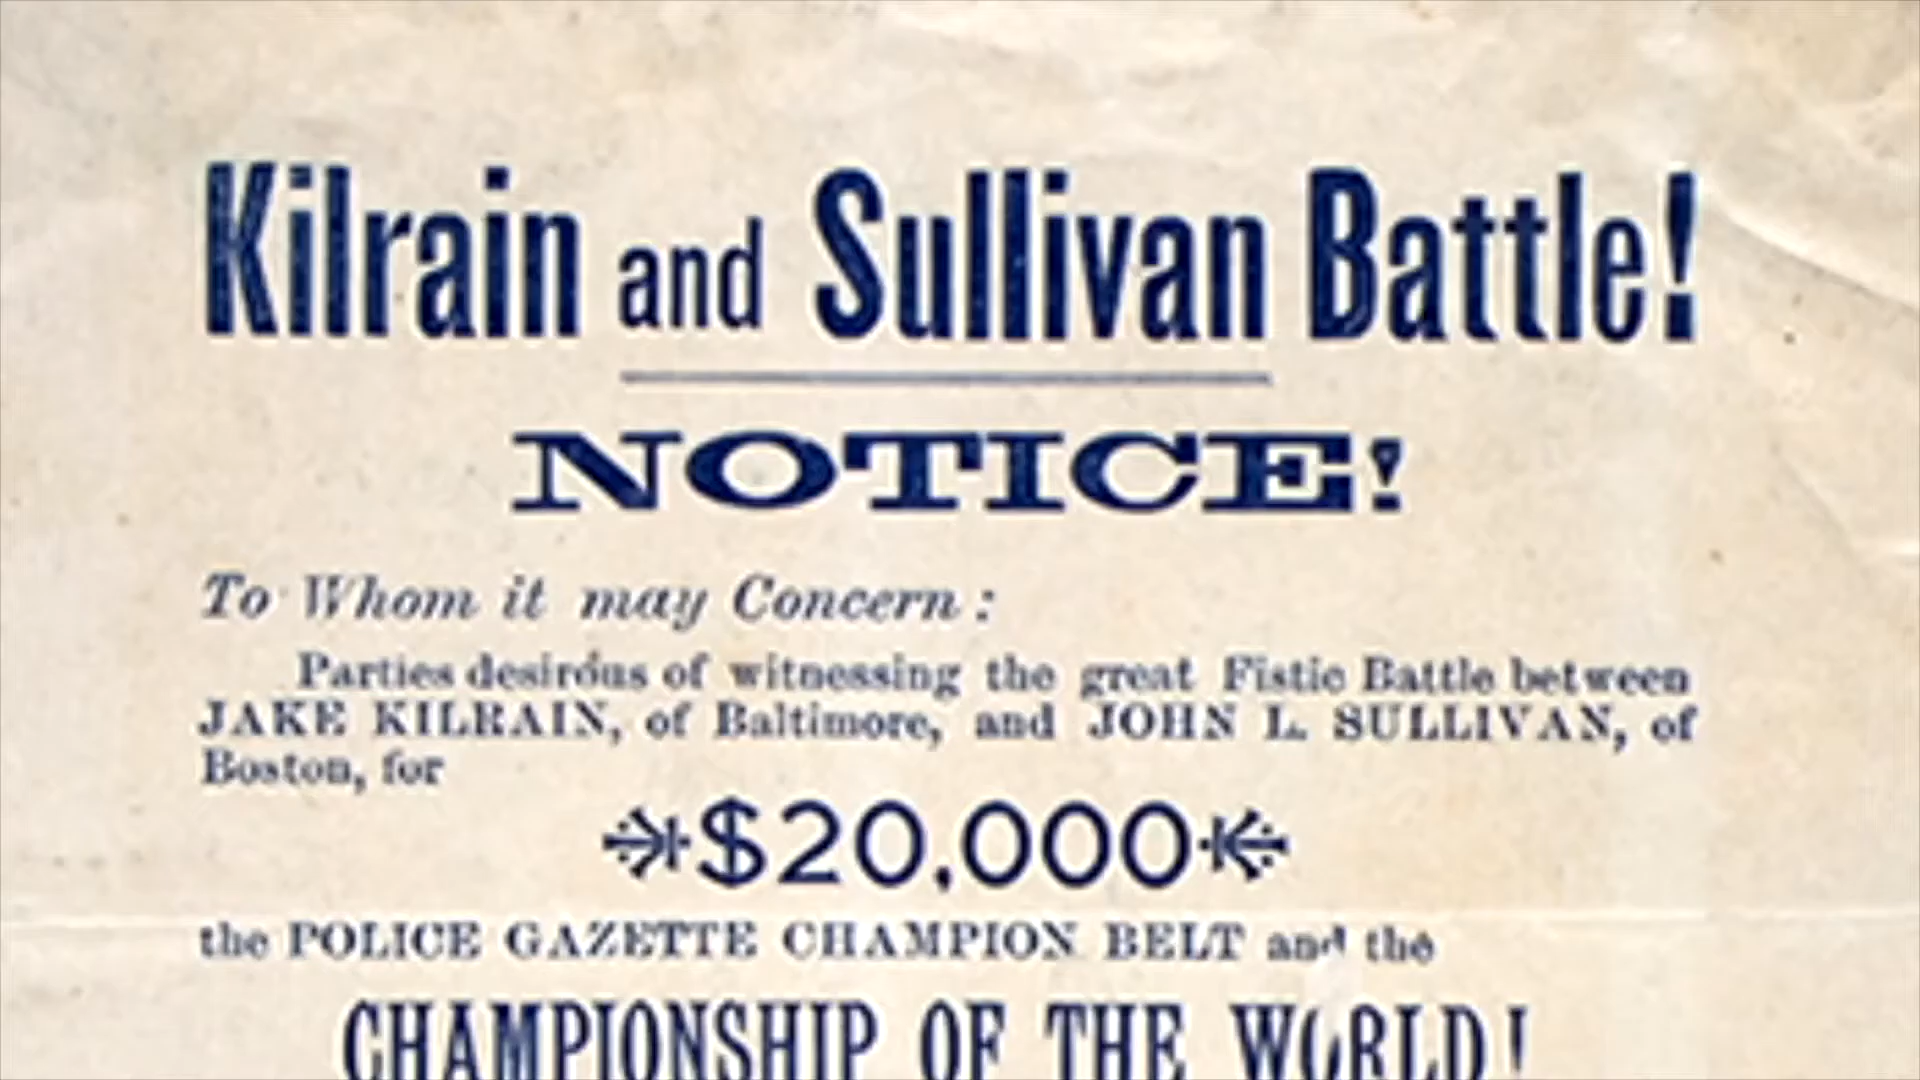 Kilrain and Sullivan Battle!
NOTICE!
To Whom it may Concern:
Parties desirous of witnessing the great Fistic Battle between
JAKE KILRAIN, of Baltimore, and JOHN L. SULLIVAN, of
Boston, for
$20,000
the POLICE GAZETTE CHAMPION BELT and the
CHAMPIONSHIP OF THE WORLD!